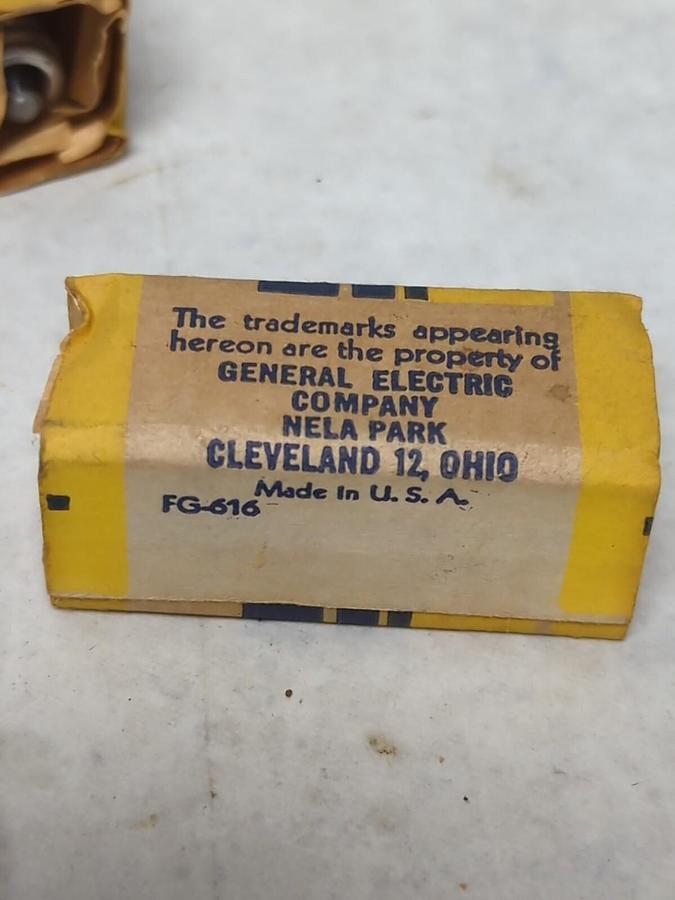 The trademarks appearing
hereon are the property of
GENERAL ELECTRIC
COMPANY
NELA PARK
CLEVELAND 12, OHIO
Made in U. S. A.
FG-616